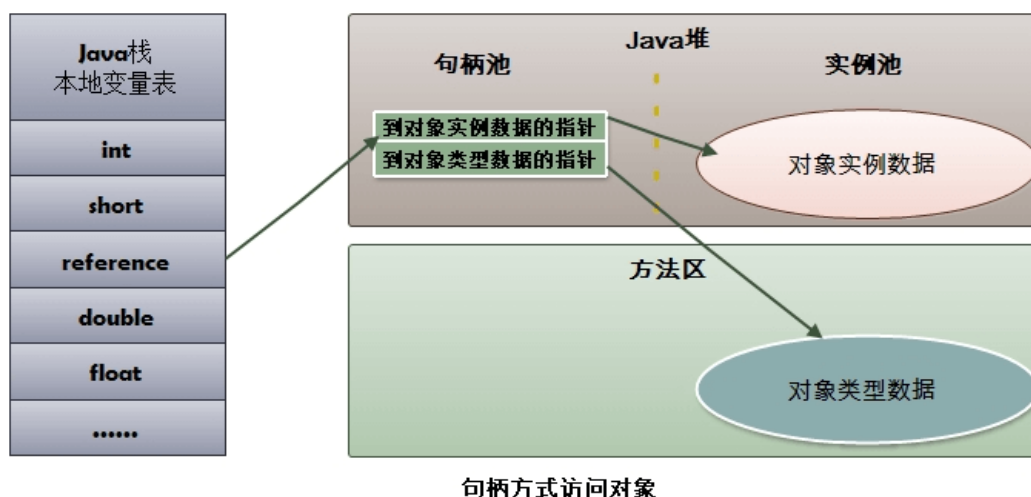 Java栈
本地变量表
int
short
reference
double
float
......
Java堆
句柄池
实例池
到对象实例数据的指针
到对象类型数据的指针
对象实例数据
方法区
对象类型数据
句柄方式访问对象